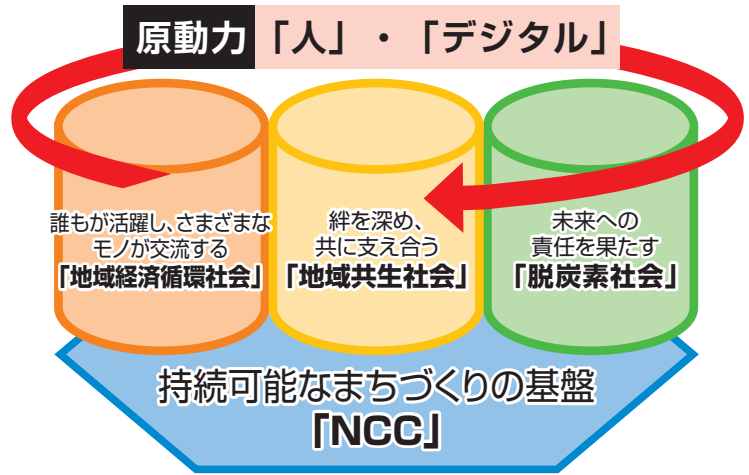 原動力「人」・「デジタル」
誰もが活躍し、さまざまな
モノが交流する
「地域経済循環社会」
絆を深め、
共に支え合う
「地域共生社会」
未来への
責任を果たす
「脱炭素社会」
持続可能なまちづくりの基盤
「NCC」